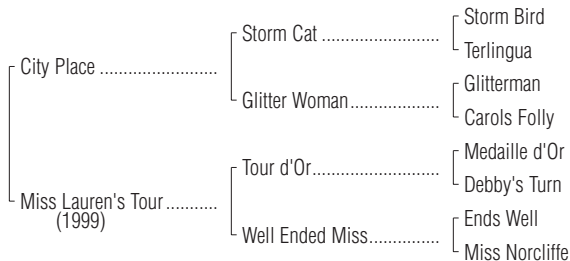 Storm Bird
Storm Cat ........................
Terlingua
City Place ........................
Glitterman
Glitter Woman..................
Carols Folly
Medaille d'Or
Tour d'Or..........................
Debby's Turn
Miss Lauren's Tour...........
(1999)
Ends Well
Well Ended Miss..............
Miss Norcliffe